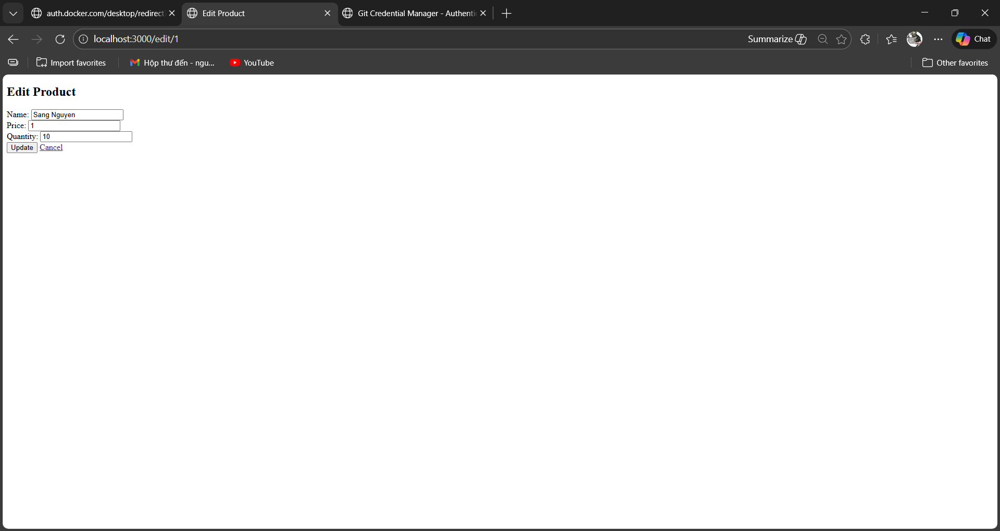 auth.docker.com/desktop/redirect
Edit Product
Git Credential Manager - Authenti
localhost:3000/edit/1
Summarize
Chat
Import favorites
Hộp thư đến - ngu...
YouTube
Other favorites
Edit Product
Name: Sang Nguyen
Price: 1
Quantity: 10
Update Cancel